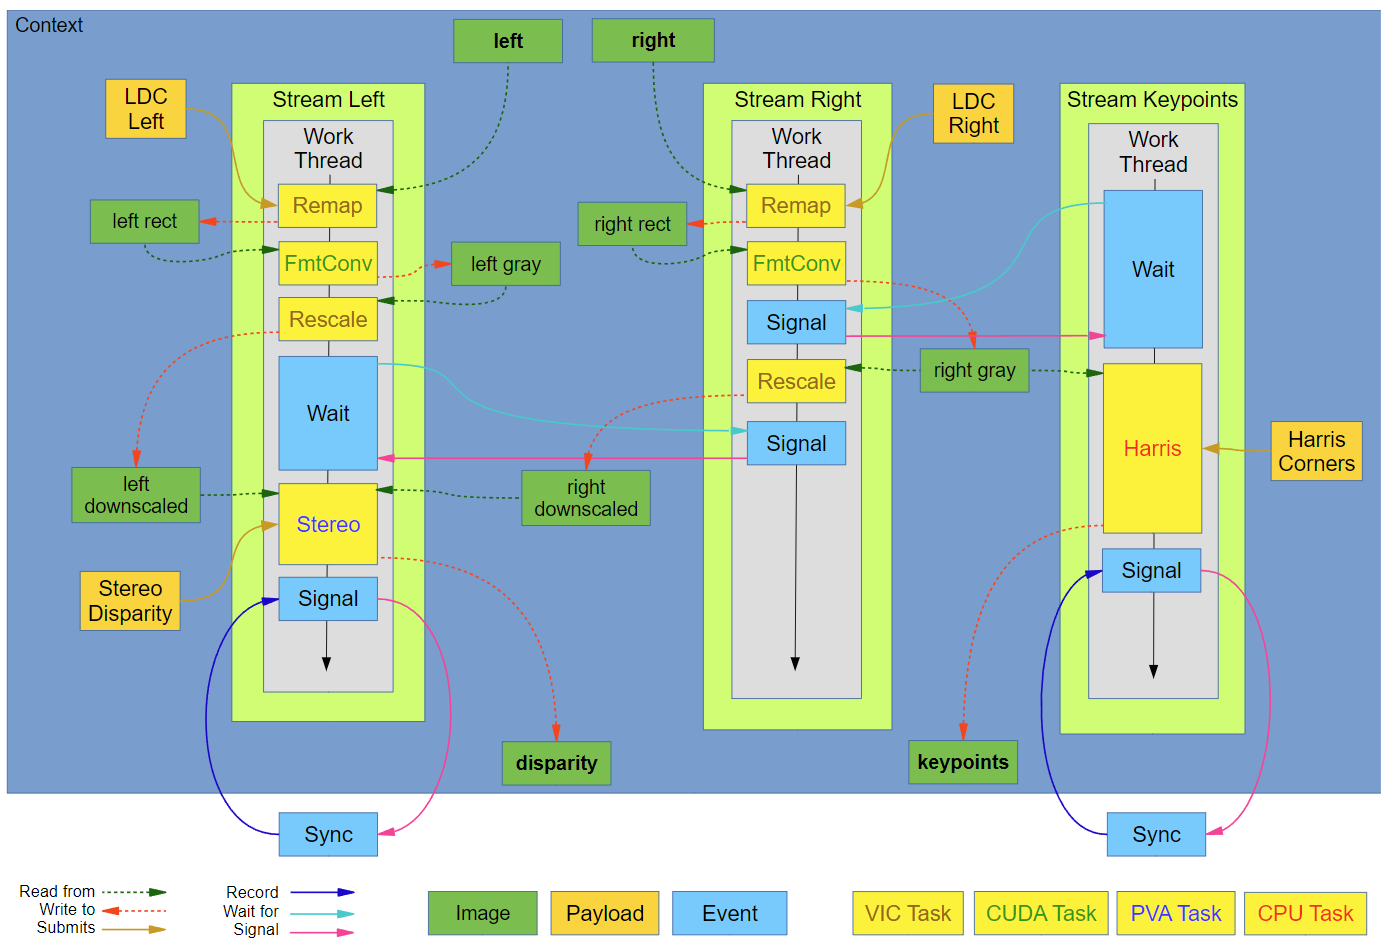 Context
left
right
LDC
Left
Stream Left
Work
Thread
Remap
left rect
FmtConv
left gray
Rescale
Wait
left
downscaled
Stereo
Stereo
Disparity
Signal
disparity
Sync
Stream Right
Work
Thread
LDC
Right
Remap
right rect
FmtConv
Signal
right gray
Rescale
Signal
right
downscaled
Stream Keypoints
Work
Thread
Wait
Harris
Harris
Corners
Signal
keypoints
Sync
Read from
Write to
Submits
Record
Wait for
Signal
Image
Payload
Event
VIC Task
CUDA Task
PVA Task
CPU Task